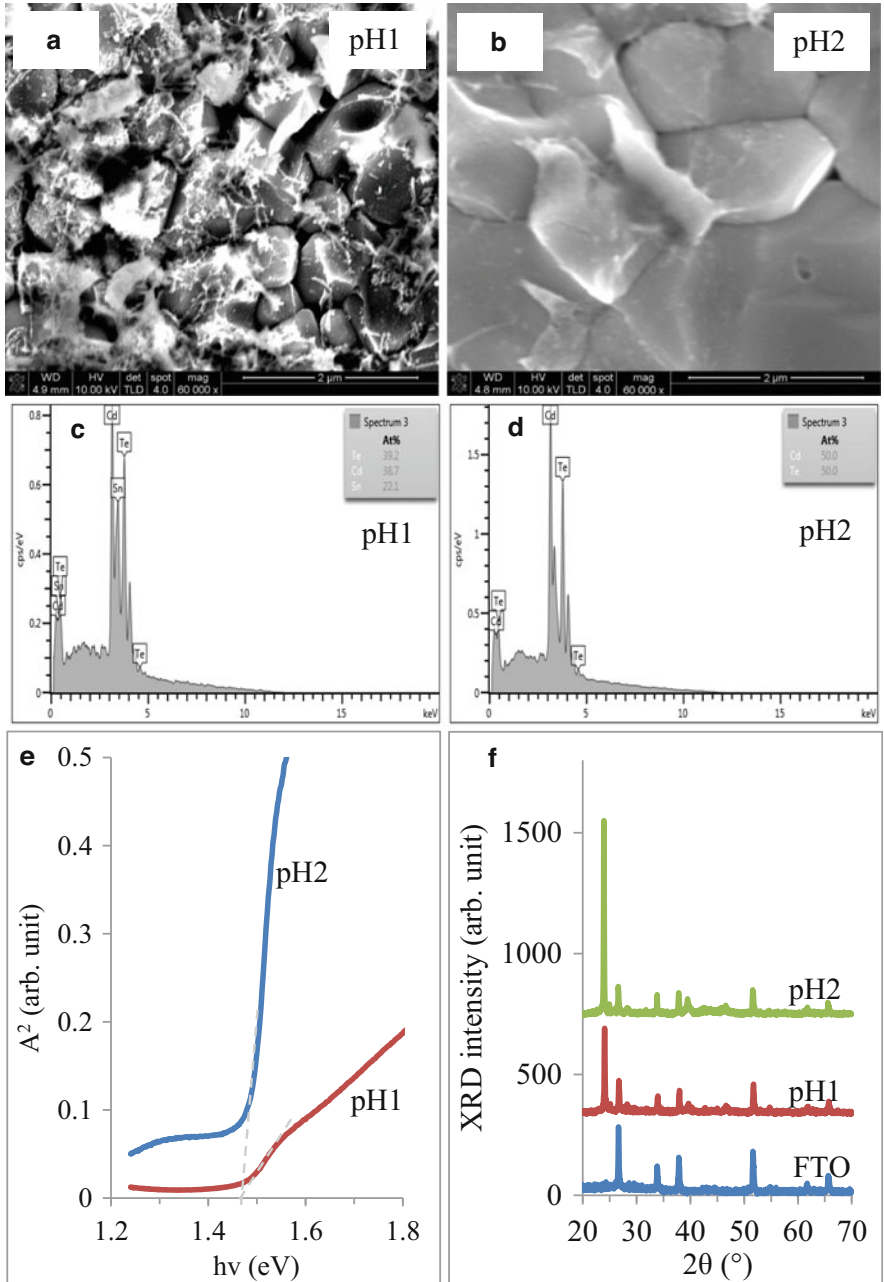 a pH1
b pH2
WD HV det spot mag
4.9 mm 10.00 kV TLD 4.0 60 000 x 2 µm
WD HV det spot mag
4.8 mm 10.00 kV TLD 4.0 60 000 x 2 µm
c
Spectrum 3
At%
Te 39.2
Cd 38.7
Sn 22.1
pH1
Cd
Te
Sn
Te
Sn
Cd
Te
cps/eV
0.8
0.6
0.4
0.2
0
0 5 10 15 keV
d
Spectrum 3
At%
Cd 50.0
Te 50.0
pH2
Cd
Te
Te
Cd
Te
cps/eV
1.5
1
0.5
0
0 5 10 15 keV
e
A² (arb. unit)
0.5
0.4
0.3
0.2
0.1
0
pH2
pH1
1.2 1.4 1.6 1.8
hν (eV)
f
XRD intensity (arb. unit)
1500
1000
500
0
pH2
pH1
FTO
20 30 40 50 60 70
2θ (°)